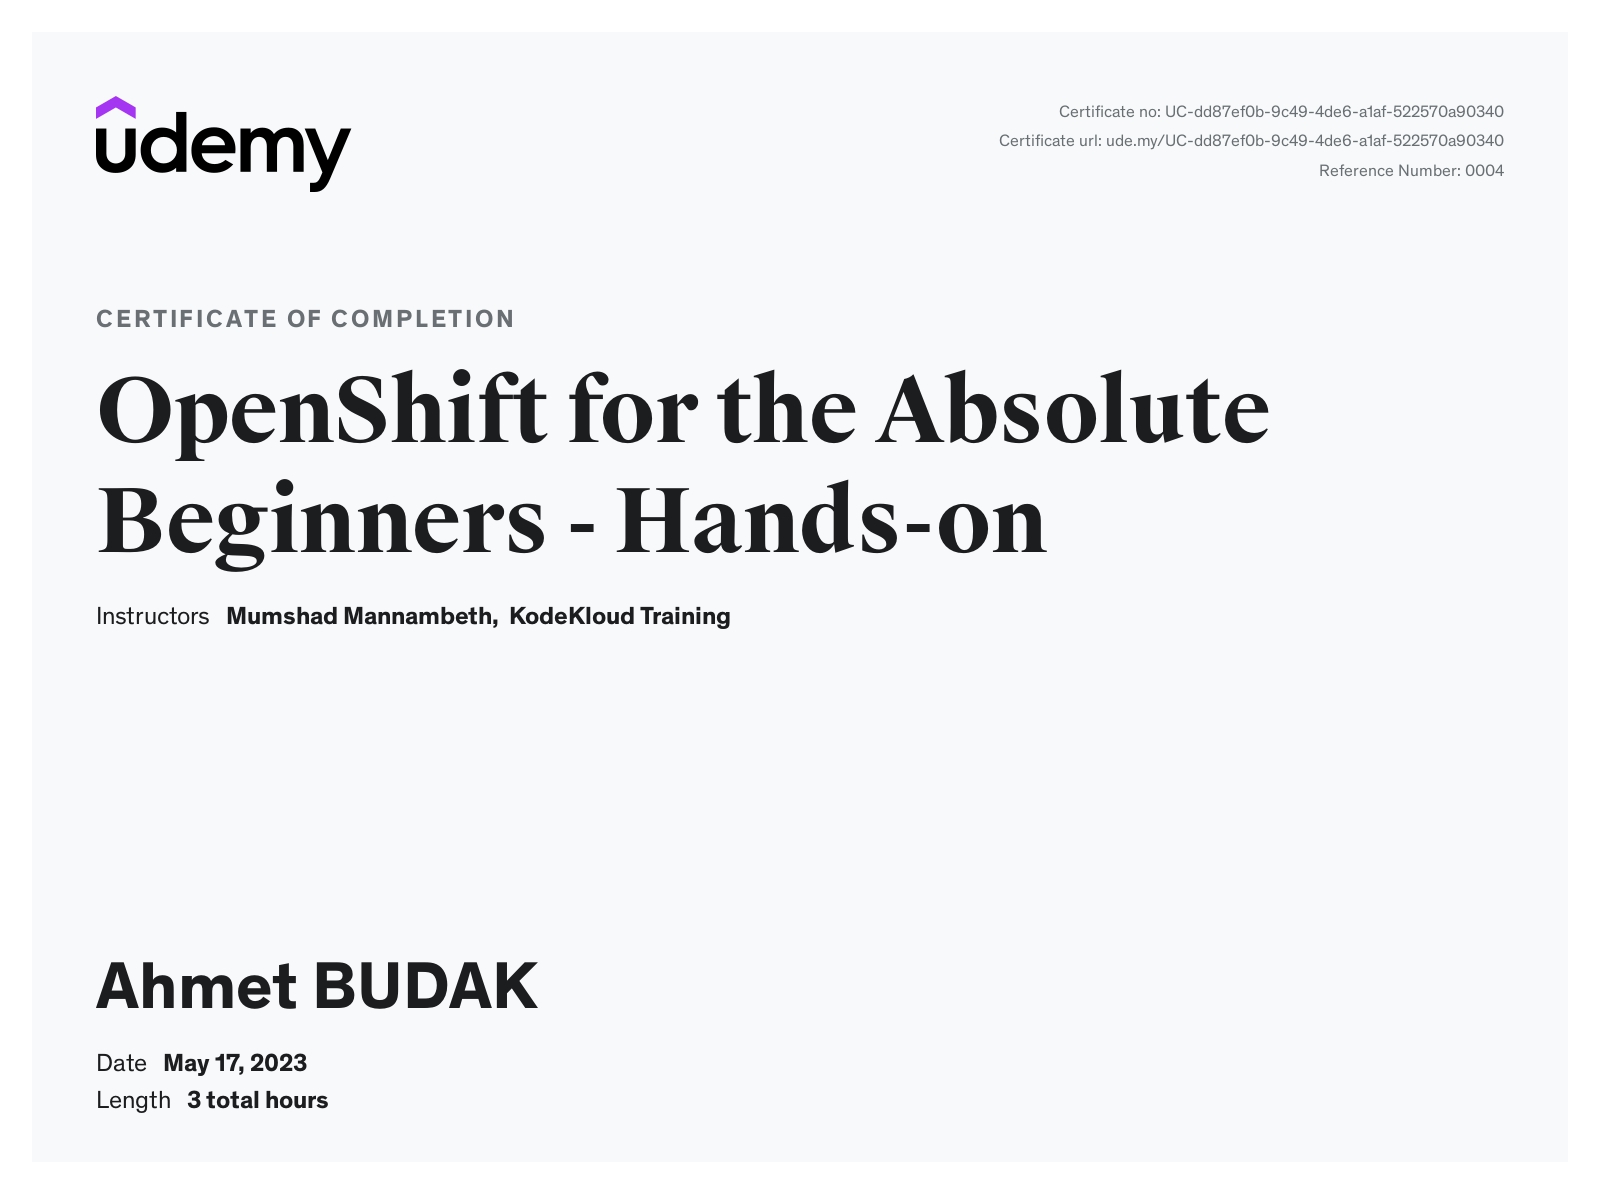 udemy
Certificate no: UC-dd87ef0b-9c49-4de6-a1af-522570a90340
Certificate url: ude.my/UC-dd87ef0b-9c49-4de6-a1af-522570a90340
Reference Number: 0004
CERTIFICATE OF COMPLETION
OpenShift for the Absolute
Beginners - Hands-on
Instructors Mumshad Mannambeth, KodeKloud Training
Ahmet BUDAK
Date May 17, 2023
Length 3 total hours